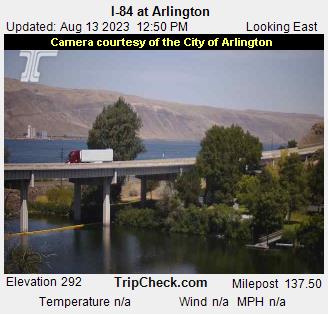 I-84 at Arlington
Updated: Aug 13 2023 12:50 PM Looking East
Camera courtesy of the City of Arlington
Elevation 292 TripCheck.com Milepost 137.50
Temperature n/a Wind n/a MPH n/a